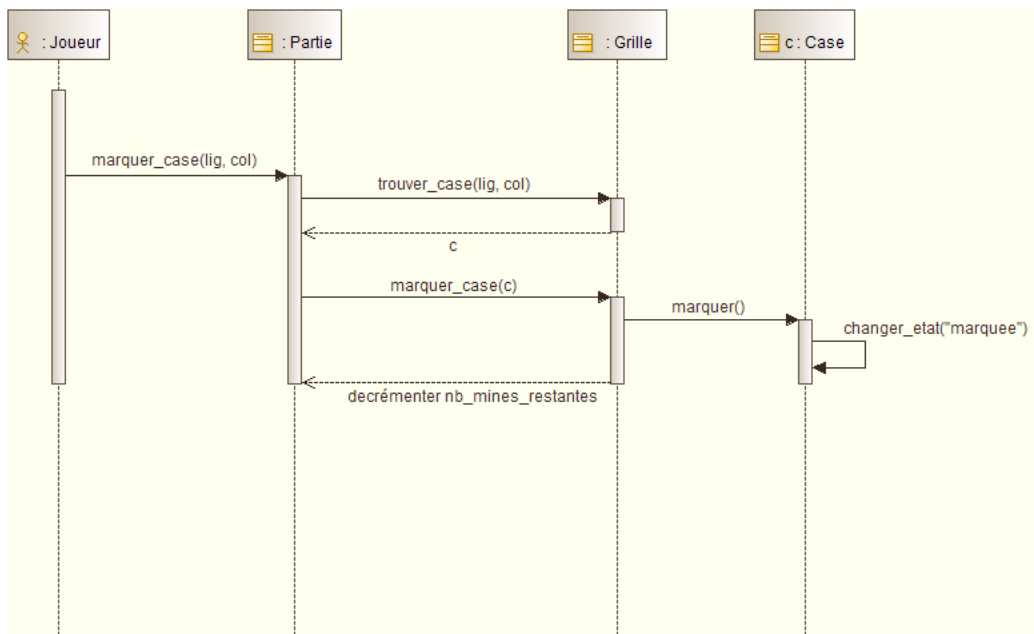 : Joueur
: Partie
: Grille
c : Case
marquer_case(lig, col)
trouver_case(lig, col)
c
marquer_case(c)
marquer()
changer_etat("marquee")
decrémenter nb_mines_restantes